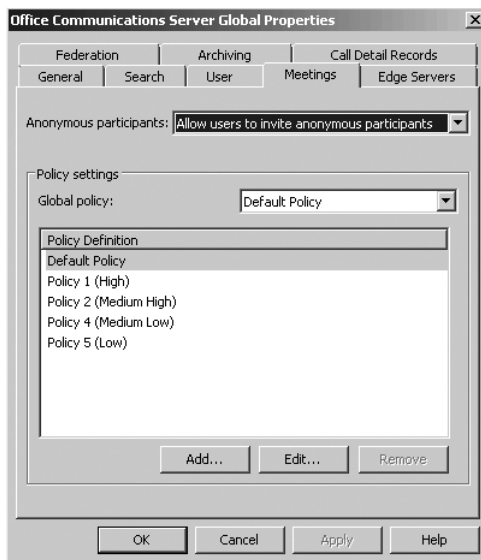 Office Communications Server Global Properties
Federation Archiving Call Detail Records
General Search User Meetings Edge Servers
Anonymous participants: Allow users to invite anonymous participants
Policy settings
Global policy: Default Policy
Policy Definition
Default Policy
Policy 1 (High)
Policy 2 (Medium High)
Policy 4 (Medium Low)
Policy 5 (Low)
Add... Edit... Remove
OK Cancel Apply Help